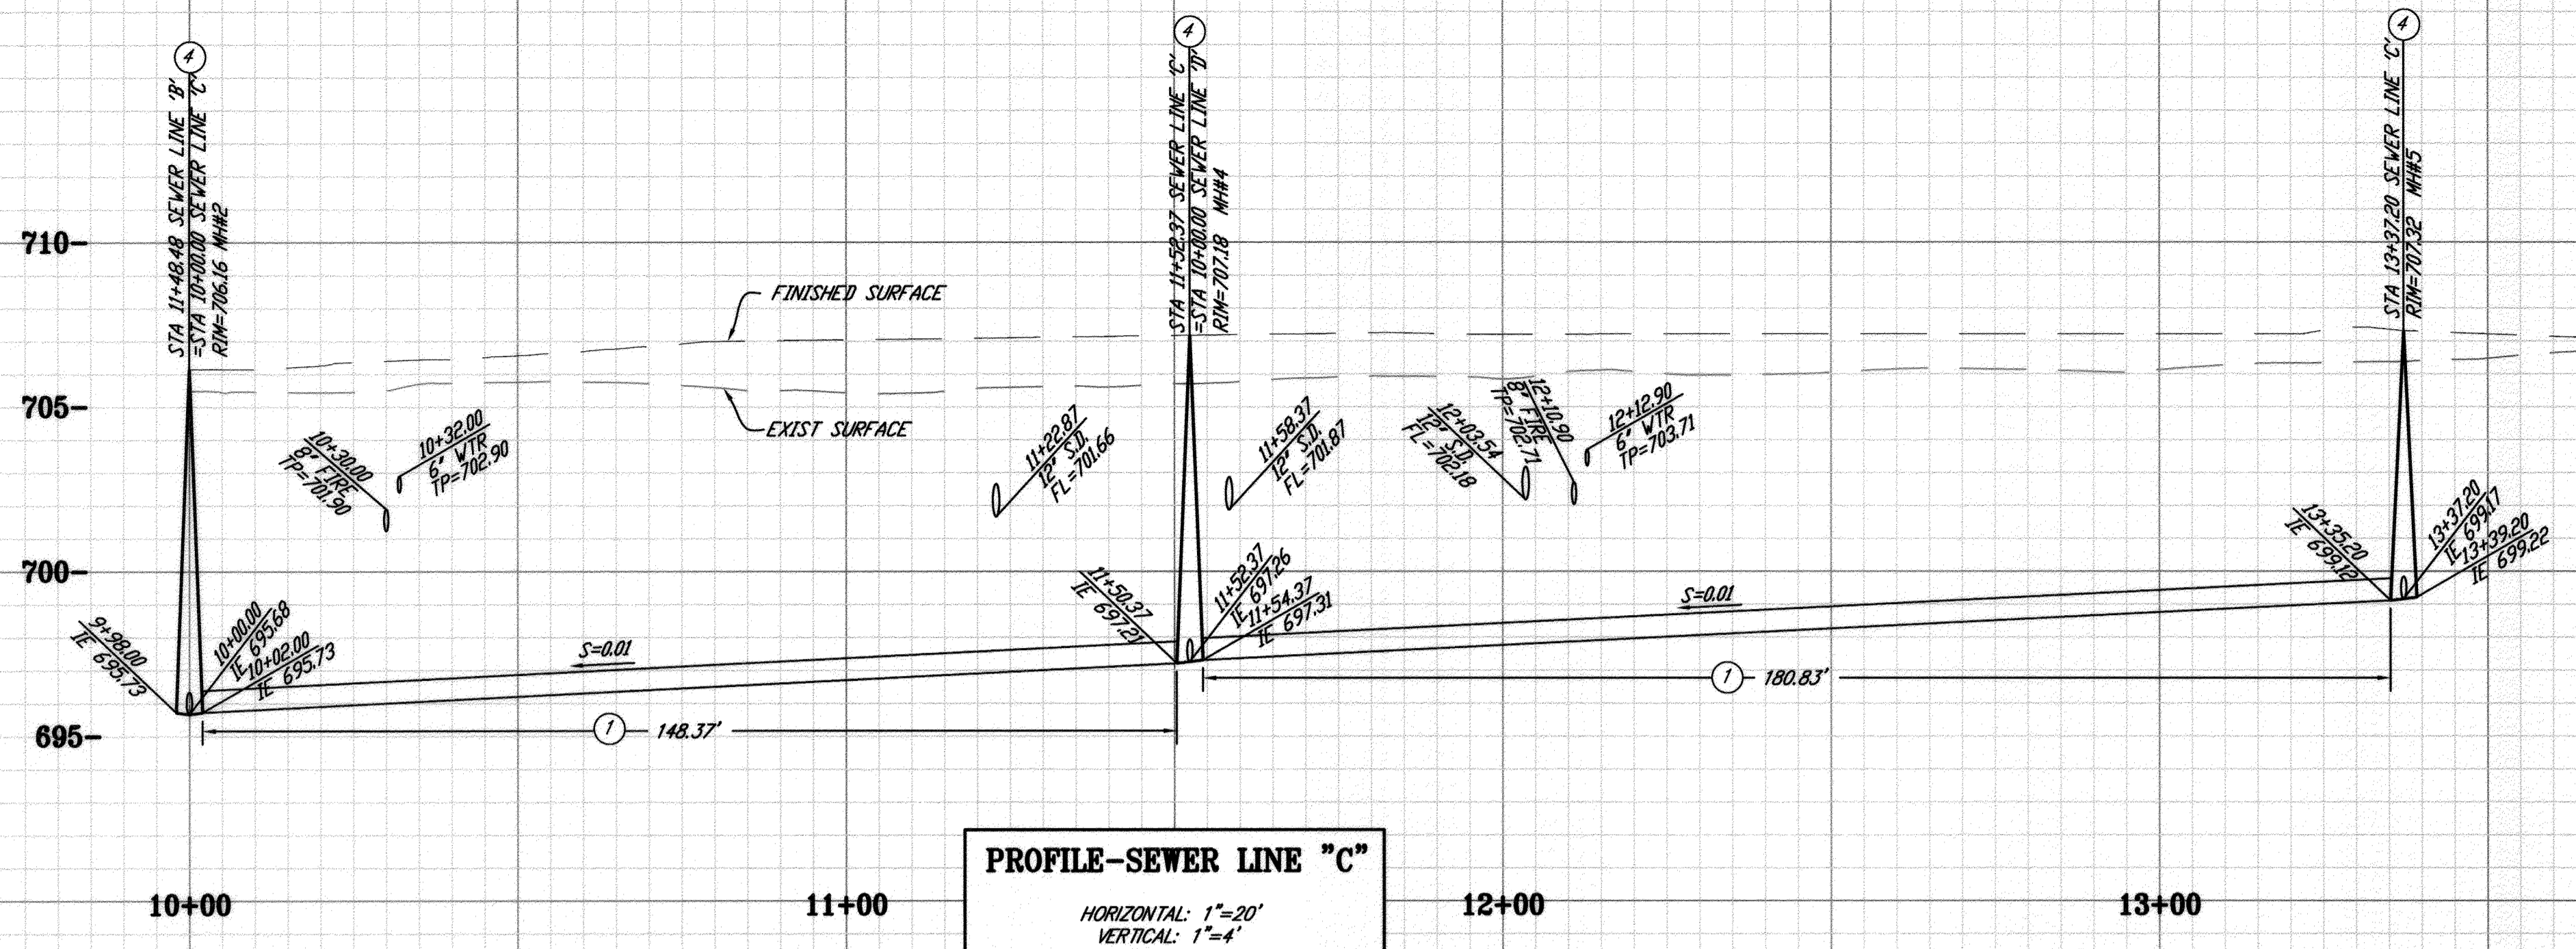 4
STA 11+48.48 SEWER LINE 'B'
=STA 10+00.00 SEWER LINE 'C'
RIM=706.16 MH#2
4
STA 11+52.37 SEWER LINE 'C'
=STA 10+00.00 SEWER LINE 'D'
RIM=707.18 MH#4
4
STA 13+37.20 SEWER LINE 'C'
RIM=707.32 MH#5
710-
705-
700-
695-
FINISHED SURFACE
EXIST SURFACE
10+30.00
8" FIRE
TP=701.90
10+32.00
6" WTR
TP=702.90
11+22.87
12" S.D.
FL=701.66
11+58.37
12" S.D.
FL=701.87
12+03.54
12" S.D.
FL=702.18
12+10.90
8" FIRE
TP=702.71
12+12.90
6" WTR
TP=703.71
9+98.00
IE 695.73
10+00.00
IE 695.68
10+02.00
IE 695.73
S=0.01
11+50.37
IE 697.21
11+52.37
IE 697.26
11+54.37
IE 697.31
S=0.01
13+35.20
IE 699.12
13+37.20
IE 699.17
13+39.20
IE 699.22
1 148.37'
1 180.83'
PROFILE-SEWER LINE "C"
HORIZONTAL: 1"=20'
VERTICAL: 1"=4'
10+00
11+00
12+00
13+00